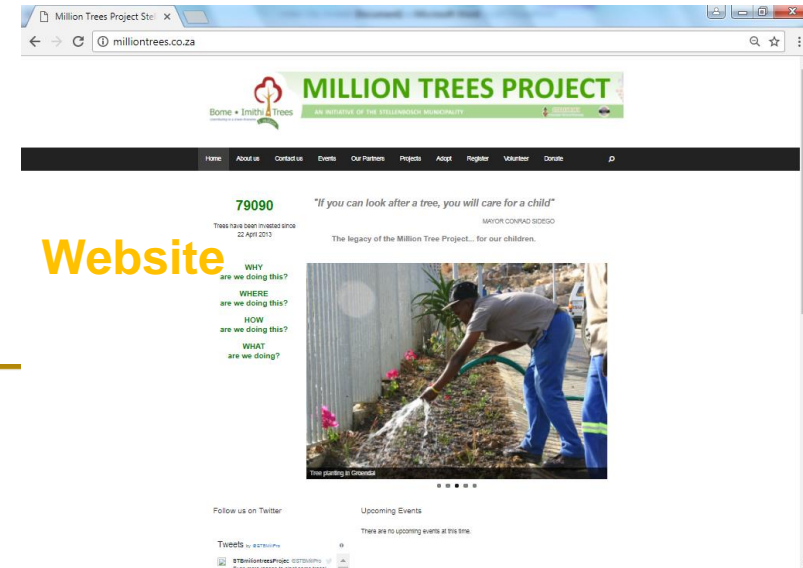 Million Trees Project Stel
milliontrees.co.za
Bome • Imithi Trees
MILLION TREES PROJECT
AN INITIATIVE OF THE STELLENBOSCH MUNICIPALITY
Home About us Contact us Events Our Partners Projects Adopt Register Volunteer Donate
79090
Trees have been invested since
22 April 2013
"If you can look after a tree, you will care for a child"
MAYOR CONRAD SIDEGO
The legacy of the Million Tree Project... for our children.
Website
WHY
are we doing this?
WHERE
are we doing this?
HOW
are we doing this?
WHAT
are we doing?
Tree planting in Groendal
Follow us on Twitter
Upcoming Events
There are no upcoming events at this time.
Tweets by